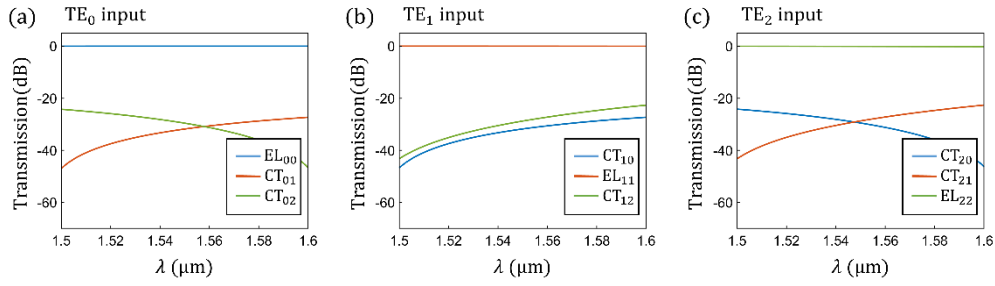 (a) TE₀ input
Transmission(dB)
0
-20
-40
-60
EL₀₀
CT₀₁
CT₀₂
1.5 1.52 1.54 1.56 1.58 1.6
λ (μm)
(b) TE₁ input
Transmission(dB)
0
-20
-40
-60
CT₁₀
EL₁₁
CT₁₂
1.5 1.52 1.54 1.56 1.58 1.6
λ (μm)
(c) TE₂ input
Transmission(dB)
0
-20
-40
-60
CT₂₀
CT₂₁
EL₂₂
1.5 1.52 1.54 1.56 1.58 1.6
λ (μm)